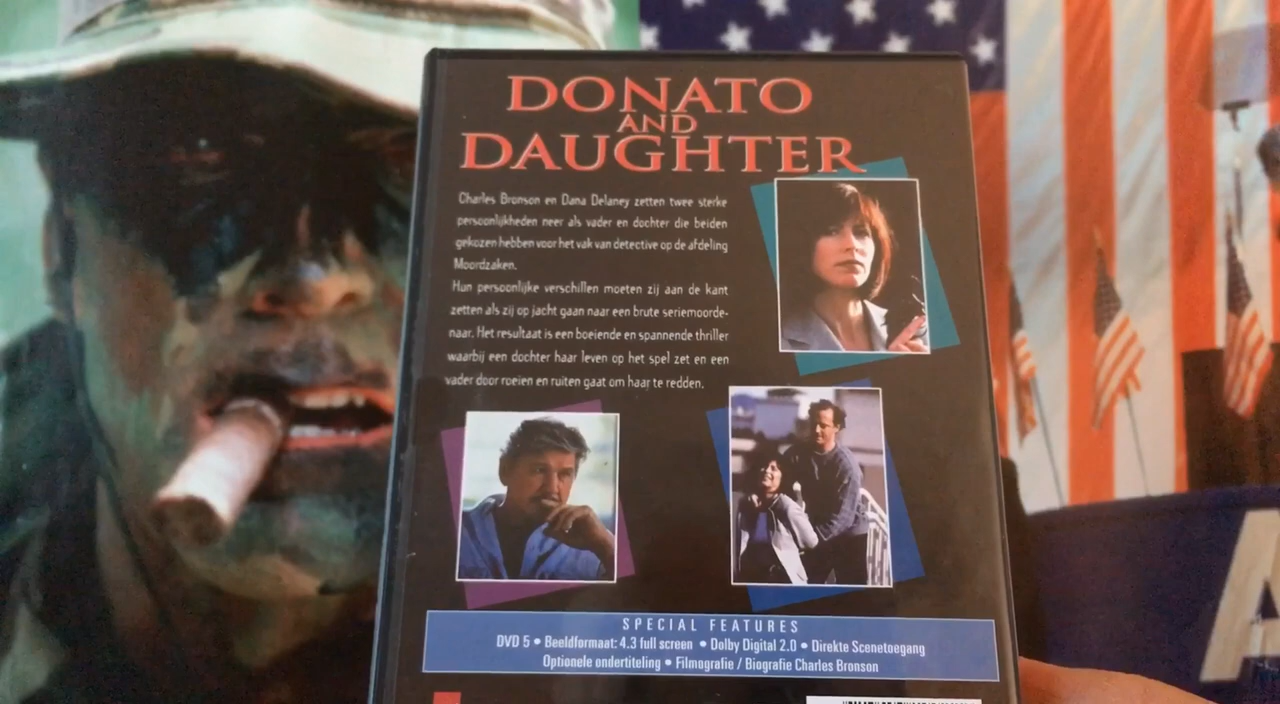 DONATO
AND
DAUGHTER
Charles Bronson en Dana Delaney zetten twee sterke
persoonlijkheden neer als vader en dochter die beiden
gekozen hebben voor het vak van detective op de afdeling
Moordzaken.
Hun persoonlijke verschillen moeten zij aan de kant
zetten als zij op jacht gaan naar een brute seriemoorde-
naar. Het resultaat is een boeiende en spannende thriller
waarbij een dochter haar leven op het spel zet en een
vader door roeien en ruiten gaat om haar te redden.
SPECIAL FEATURES
DVD 5 • Beeldformaat: 4.3 full screen • Dolby Digital 2.0 • Direkte Scenetoegang
Optionele ondertiteling • Filmografie / Biografie Charles Bronson
A